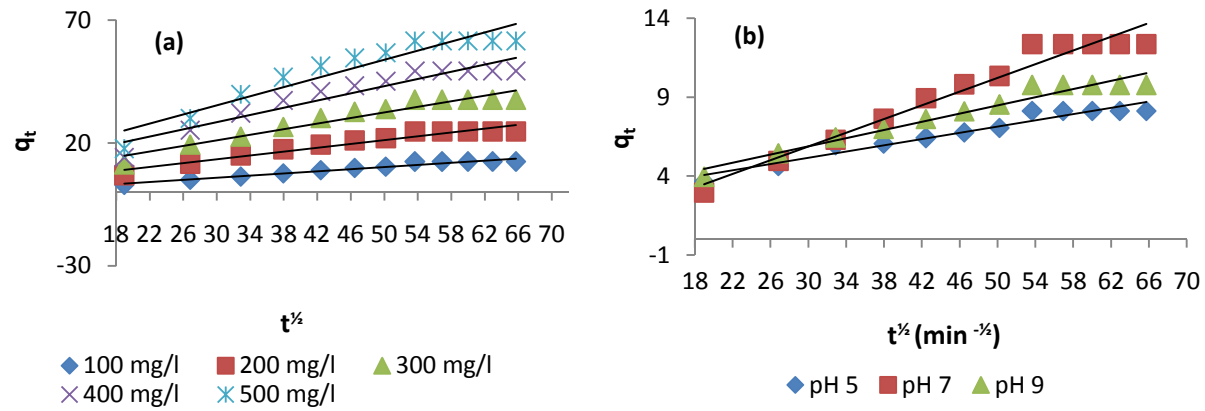 70
(a)
20
-30
qt
18 22 26 30 34 38 42 46 50 54 58 62 66 70
t½
100 mg/l 200 mg/l 300 mg/l
400 mg/l 500 mg/l
14
(b)
9
4
-1
qt
18 22 26 30 34 38 42 46 50 54 58 62 66 70
t½ (min -½)
pH 5 pH 7 pH 9